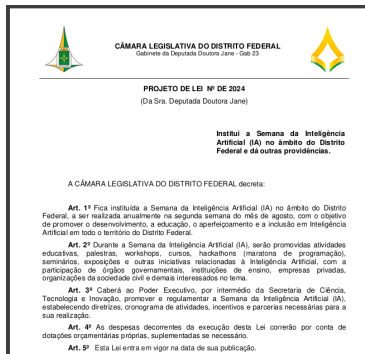 CÂMARA LEGISLATIVA DO DISTRITO FEDERAL
Gabinete da Deputada Doutora Jane - Gab 23
PROJETO DE LEI Nº DE 2024
(Da Sra. Deputada Doutora Jane)
Institui a Semana da Inteligência
Artificial (IA) no âmbito do Distrito
Federal e dá outras providências.
A CÂMARA LEGISLATIVA DO DISTRITO FEDERAL decreta:
Art. 1º Fica instituída a Semana da Inteligência Artificial (IA) no âmbito do Distrito
Federal, a ser realizada anualmente na segunda semana do mês de agosto, com o objetivo
de promover o desenvolvimento, a educação, o aperfeiçoamento e a inclusão em Inteligência
Artificial em todo o território do Distrito Federal.
Art. 2º Durante a Semana da Inteligência Artificial (IA), serão promovidas atividades
educativas, palestras, workshops, cursos, hackathons (maratona de programação),
seminários, exposições e outras iniciativas relacionadas à Inteligência Artificial, com a
participação de órgãos governamentais, instituições de ensino, empresas privadas,
organizações da sociedade civil e demais interessados no tema.
Art. 3º Caberá ao Poder Executivo, por intermédio da Secretaria de Ciência,
Tecnologia e Inovação, promover e regulamentar a Semana da Inteligência Artificial (IA),
estabelecendo diretrizes, cronograma de atividades, incentivos e parcerias necessárias para a
sua realização.
Art. 4º As despesas decorrentes da execução desta Lei correrão por conta de
dotações orçamentárias próprias, suplementadas se necessário.
Art. 5º Esta Lei entra em vigor na data de sua publicação.